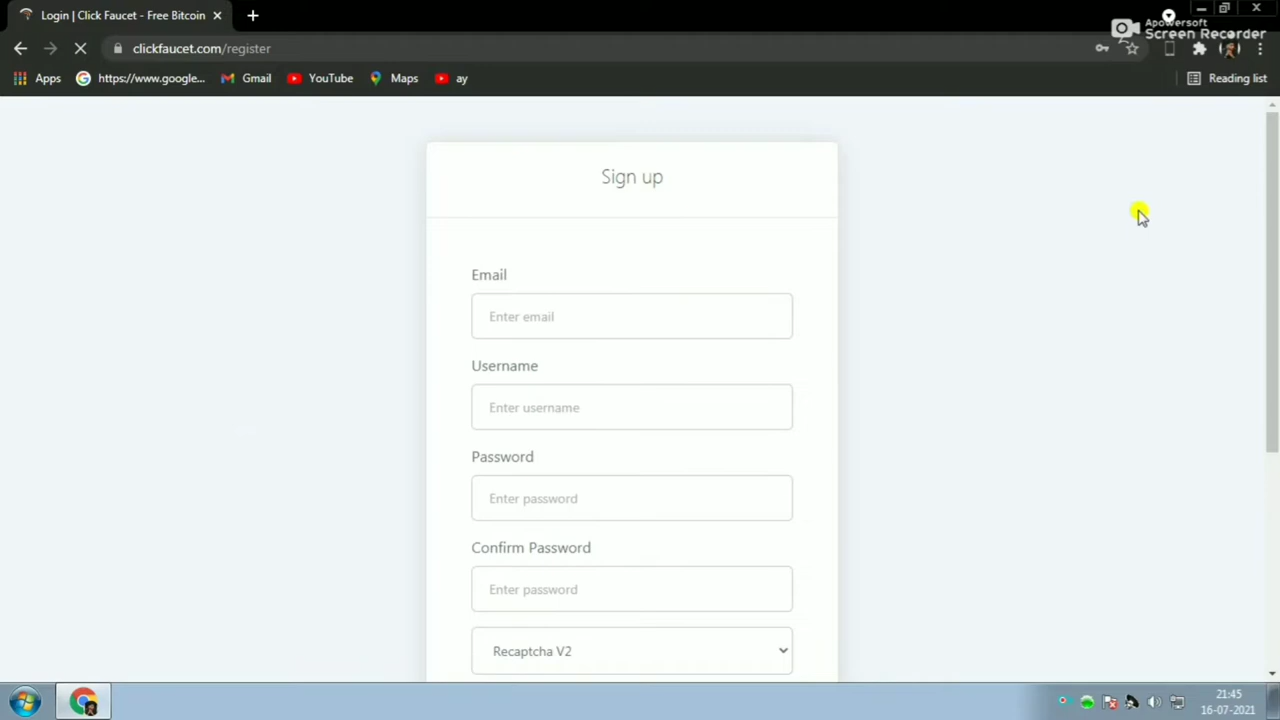 Login | Click Faucet - Free Bitcoin
Apowersoft
Screen Recorder
clickfaucet.com/register
Apps
https://www.google...
Gmail
YouTube
Maps
ay
Reading list
Sign up
Email
Enter email
Username
Enter username
Password
Enter password
Confirm Password
Enter password
Recaptcha V2
21:45
16-07-2021